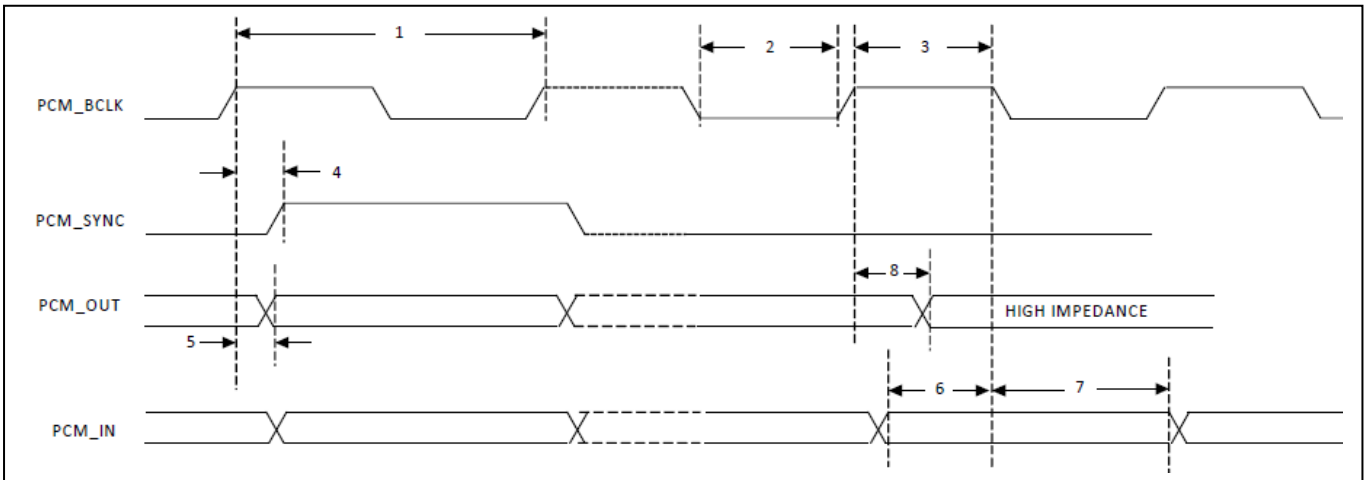 1
2
3
PCM_BCLK
4
PCM_SYNC
8
PCM_OUT
HIGH IMPEDANCE
5
6
7
PCM_IN